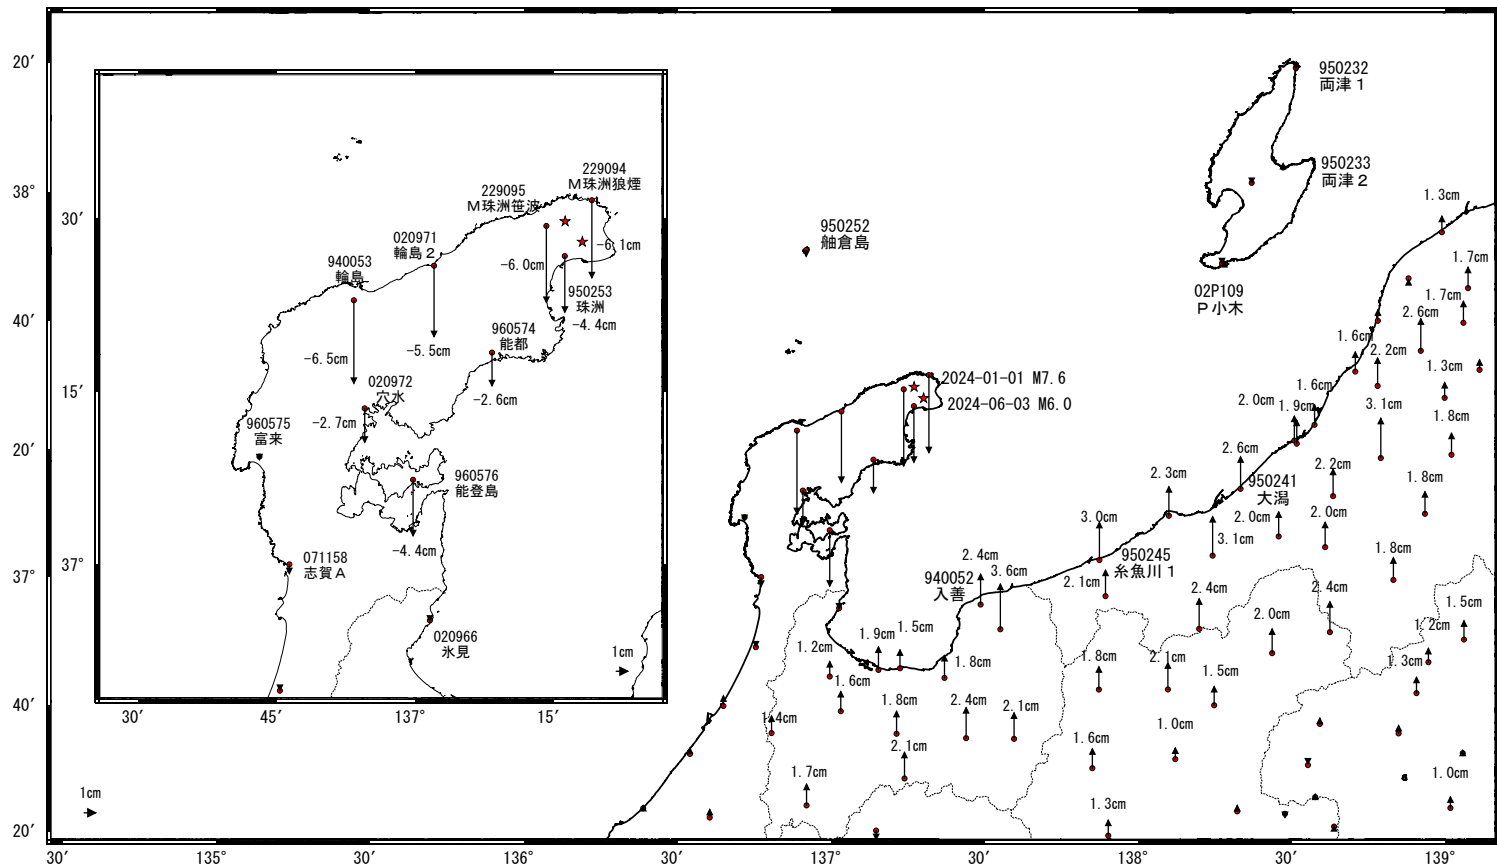 20′
38°
40′
20′
37°
40′
20′
30′
135°
30′
136°
30′
137°
30′
138°
30′
139°
30′
15′
37°
30′
45′
137°
15′
229094
M珠洲狼煙
229095
M珠洲笹波
020971
輪島２
940053
輪島
-6.1cm
-6.0cm
950253
珠洲
-4.4cm
960574
能都
-5.5cm
-6.5cm
-2.6cm
020972
穴水
-2.7cm
960575
富来
960576
能登島
-4.4cm
071158
志賀Ａ
020966
氷見
1cm
1cm
950232
両津１
950233
両津２
950252
舳倉島
02P109
Ｐ小木
2024-01-01 M7.6
2024-06-03 M6.0
1.3cm
1.7cm
1.7cm
2.6cm
1.6cm
2.2cm
1.3cm
1.6cm
2.0cm
1.9cm
3.1cm
1.8cm
2.6cm
950241
大潟
2.2cm
1.8cm
2.3cm
2.0cm
2.0cm
3.0cm
3.1cm
950245
糸魚川１
2.4cm
940052
入善
3.6cm
2.1cm
1.8cm
2.4cm
2.4cm
2.0cm
1.5cm
1.2cm
1.2cm
1.9cm
1.5cm
1.8cm
1.8cm
2.1cm
1.5cm
1.3cm
1.6cm
1.4cm
1.8cm
2.4cm
2.1cm
1.0cm
2.1cm
1.6cm
1.7cm
1.3cm
1.0cm